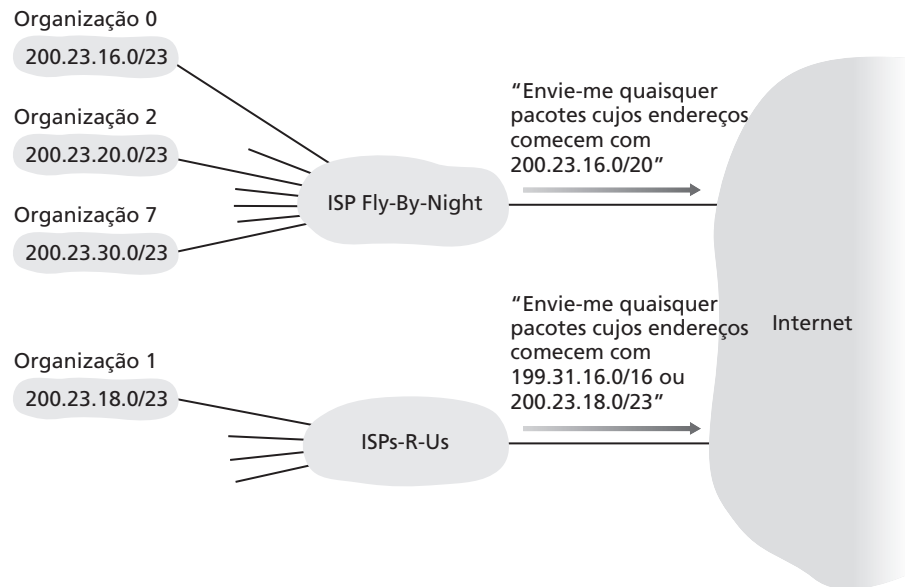 Organização 0
200.23.16.0/23
Organização 2
200.23.20.0/23
Organização 7
200.23.30.0/23
ISP Fly-By-Night
“Envie-me quaisquer
pacotes cujos endereços
comecem com
200.23.16.0/20”
Organização 1
200.23.18.0/23
ISPs-R-Us
“Envie-me quaisquer
pacotes cujos endereços
comecem com
199.31.16.0/16 ou
200.23.18.0/23”
Internet